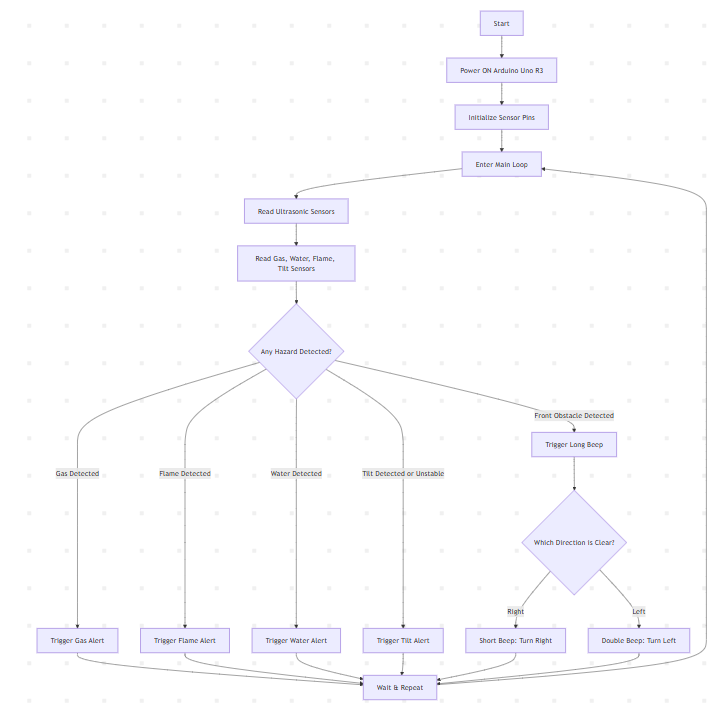 Start
Power ON Arduino Uno R3
Initialize Sensor Pins
Enter Main Loop
Read Ultrasonic Sensors
Read Gas, Water, Flame,
Tilt Sensors
Any Hazard Detected?
Front Obstacle Detected
Trigger Long Beep
Gas Detected
Flame Detected
Water Detected
Tilt Detected or Unstable
Which Direction is Clear?
Right
Left
Trigger Gas Alert
Trigger Flame Alert
Trigger Water Alert
Trigger Tilt Alert
Short Beep: Turn Right
Double Beep: Turn Left
Wait & Repeat